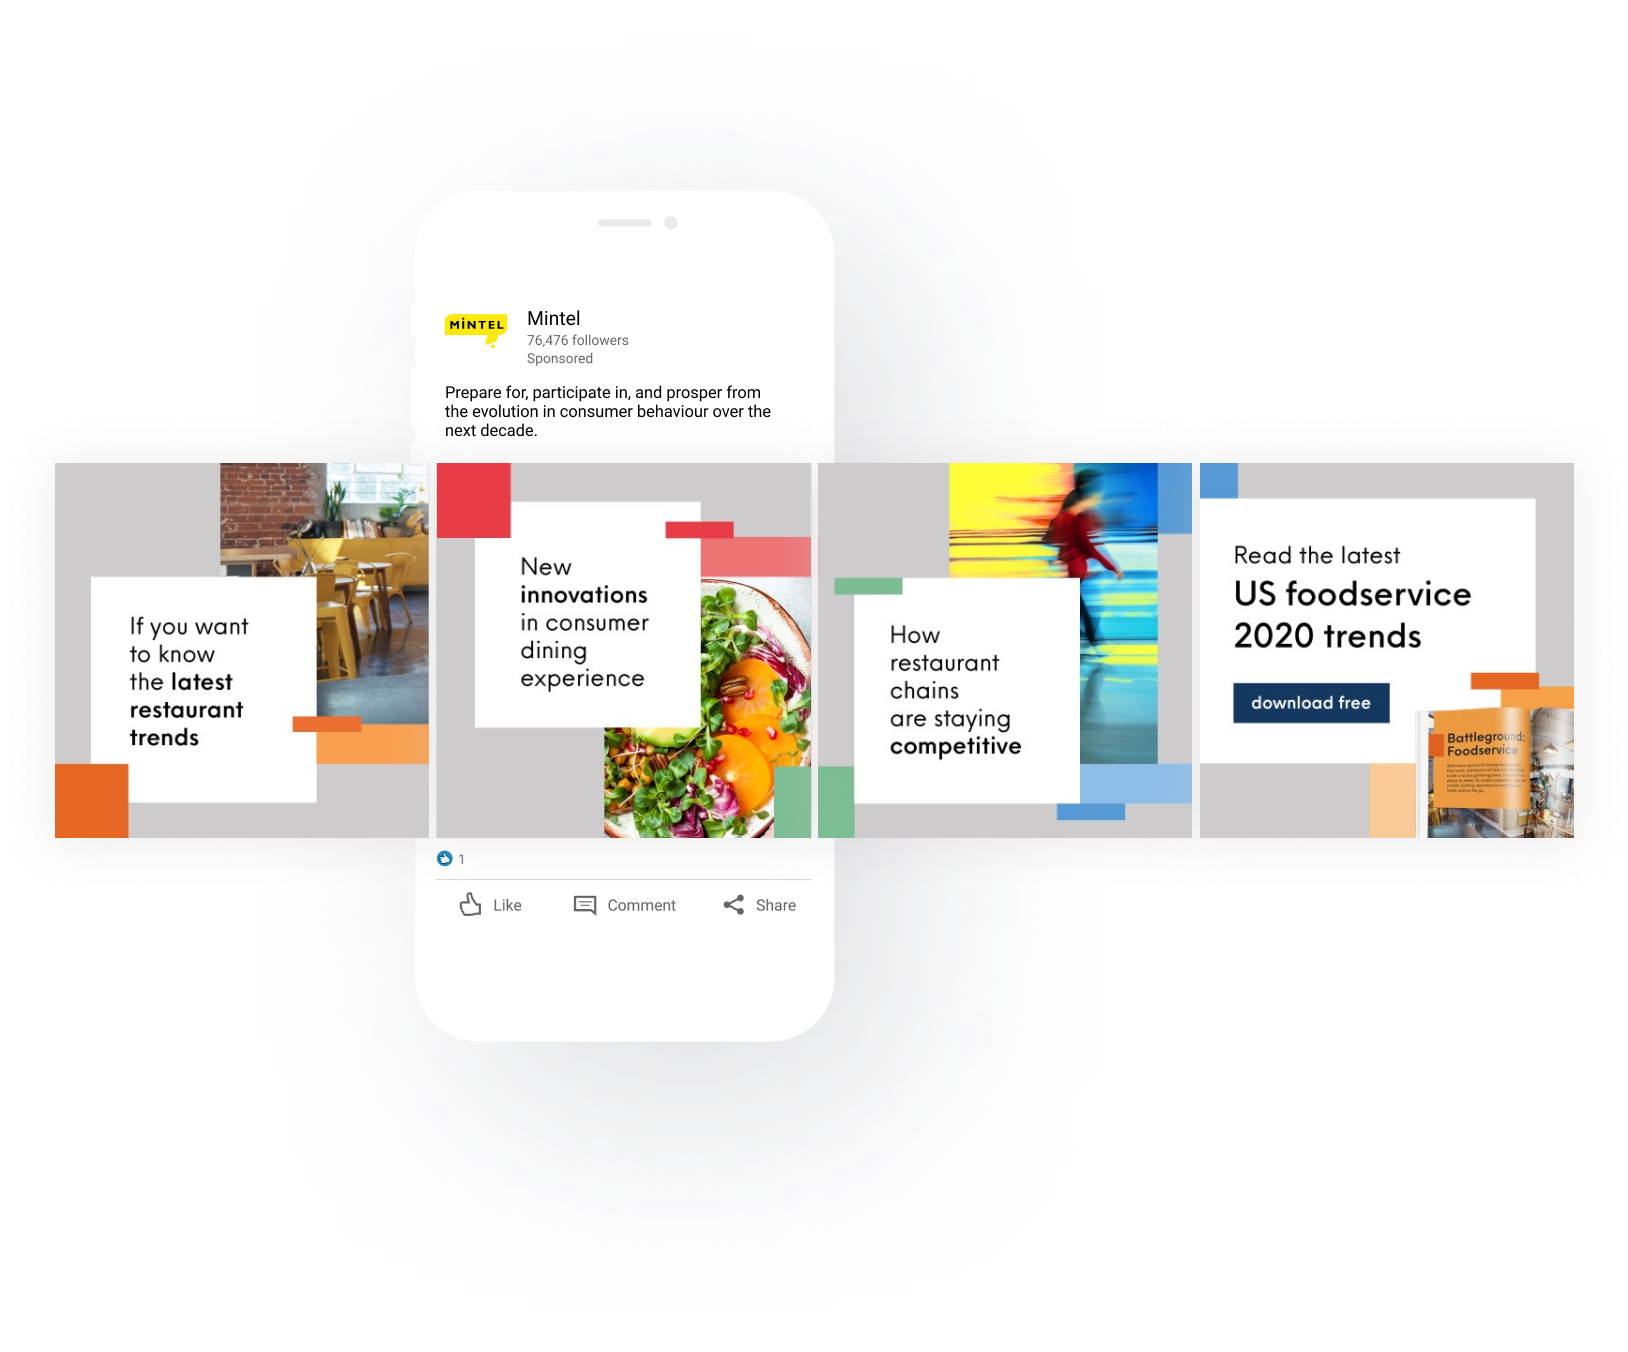 MiNTEL
Mintel
76,476 followers
Sponsored
Prepare for, participate in, and prosper from
the evolution in consumer behaviour over the
next decade.
If you want
to know
the latest
restaurant
trends
New
innovations
in consumer
dining
experience
How
restaurant
chains
are staying
competitive
Read the latest
US foodservice
2020 trends
download free
Battleground:
Foodservice
1
Like
Comment
Share